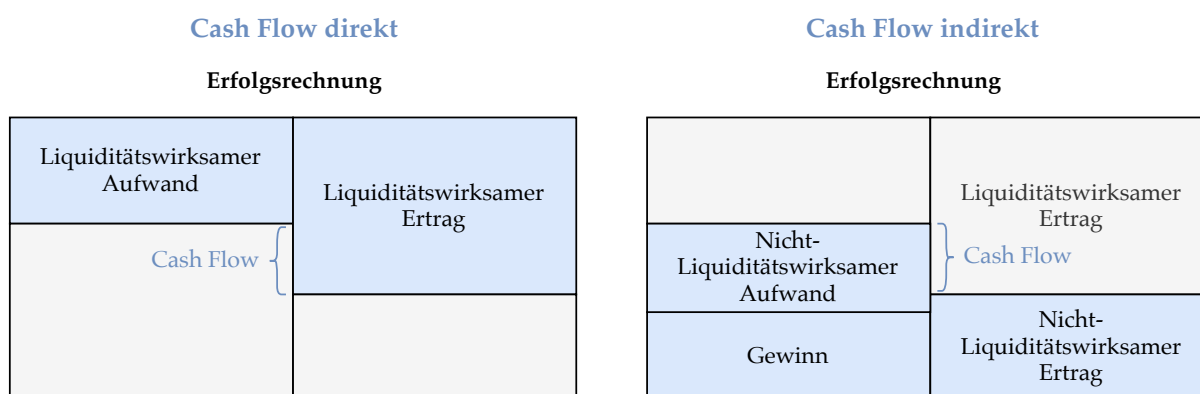 Cash Flow direkt
Erfolgsrechnung
Liquiditätswirksamer
Aufwand
Liquiditätswirksamer
Ertrag
Cash Flow
Cash Flow indirekt
Erfolgsrechnung
Liquiditätswirksamer
Ertrag
Nicht-
Liquiditätswirksamer
Aufwand
Cash Flow
Gewinn
Nicht-
Liquiditätswirksamer
Ertrag